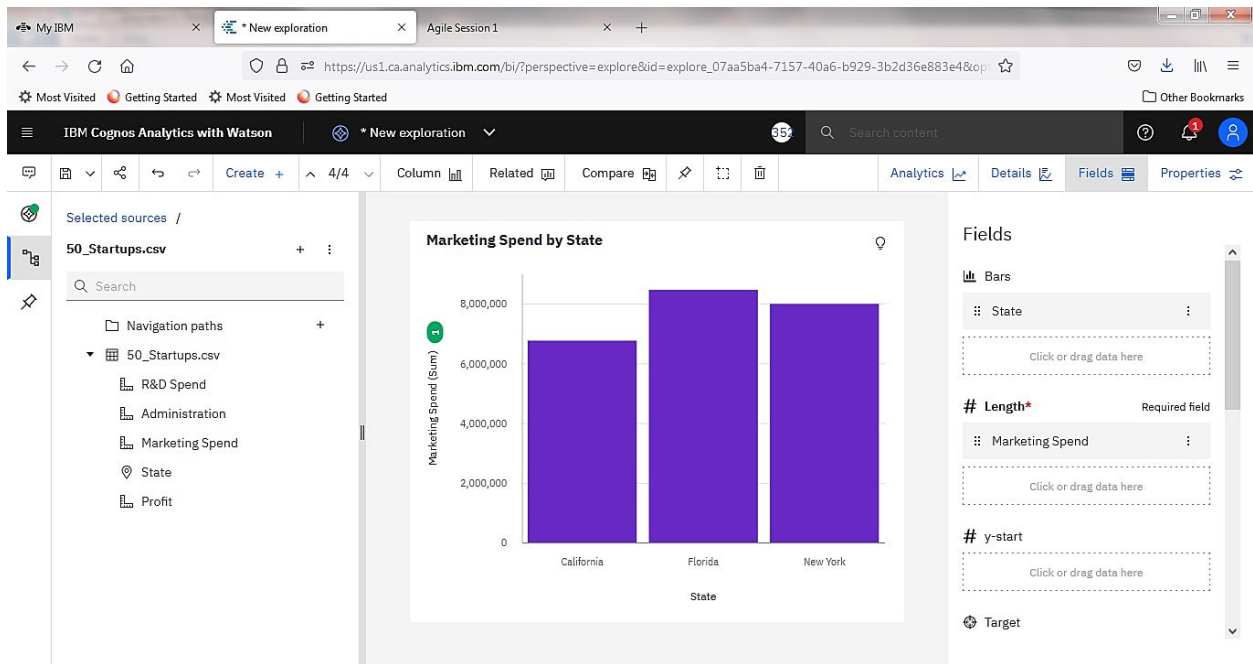 My IBM
* New exploration
Agile Session 1
https://us1.ca.analytics.ibm.com/bi/?perspective=explore&id=explore_07aa5ba4-7157-40a6-b929-3b2d36e883e4&op
Most Visited Getting Started Most Visited Getting Started Other Bookmarks
IBM Cognos Analytics with Watson * New exploration 352 Search content 1
Create + 4/4 Column Related Compare Analytics Details Fields Properties
Selected sources /
50_Startups.csv
Search
Navigation paths
50_Startups.csv
R&D Spend
Administration
Marketing Spend
State
Profit
Marketing Spend by State
8,000,000
6,000,000
4,000,000
2,000,000
0
1
Marketing Spend (Sum)
California Florida New York
State
Fields
Bars
State
Click or drag data here
# Length* Required field
Marketing Spend
Click or drag data here
# y-start
Click or drag data here
Target